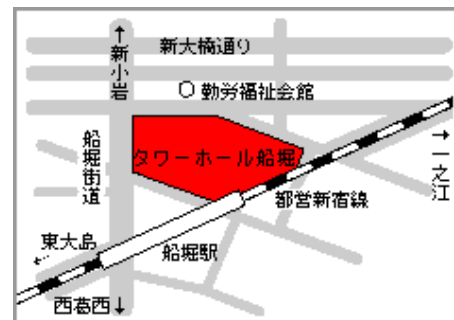 ↑新小岩
新大橋通り
○勤労福祉会館
船堀街道
タワーホール船堀
→一之江
都営新宿線
船堀駅
東大島
←
西葛西↓